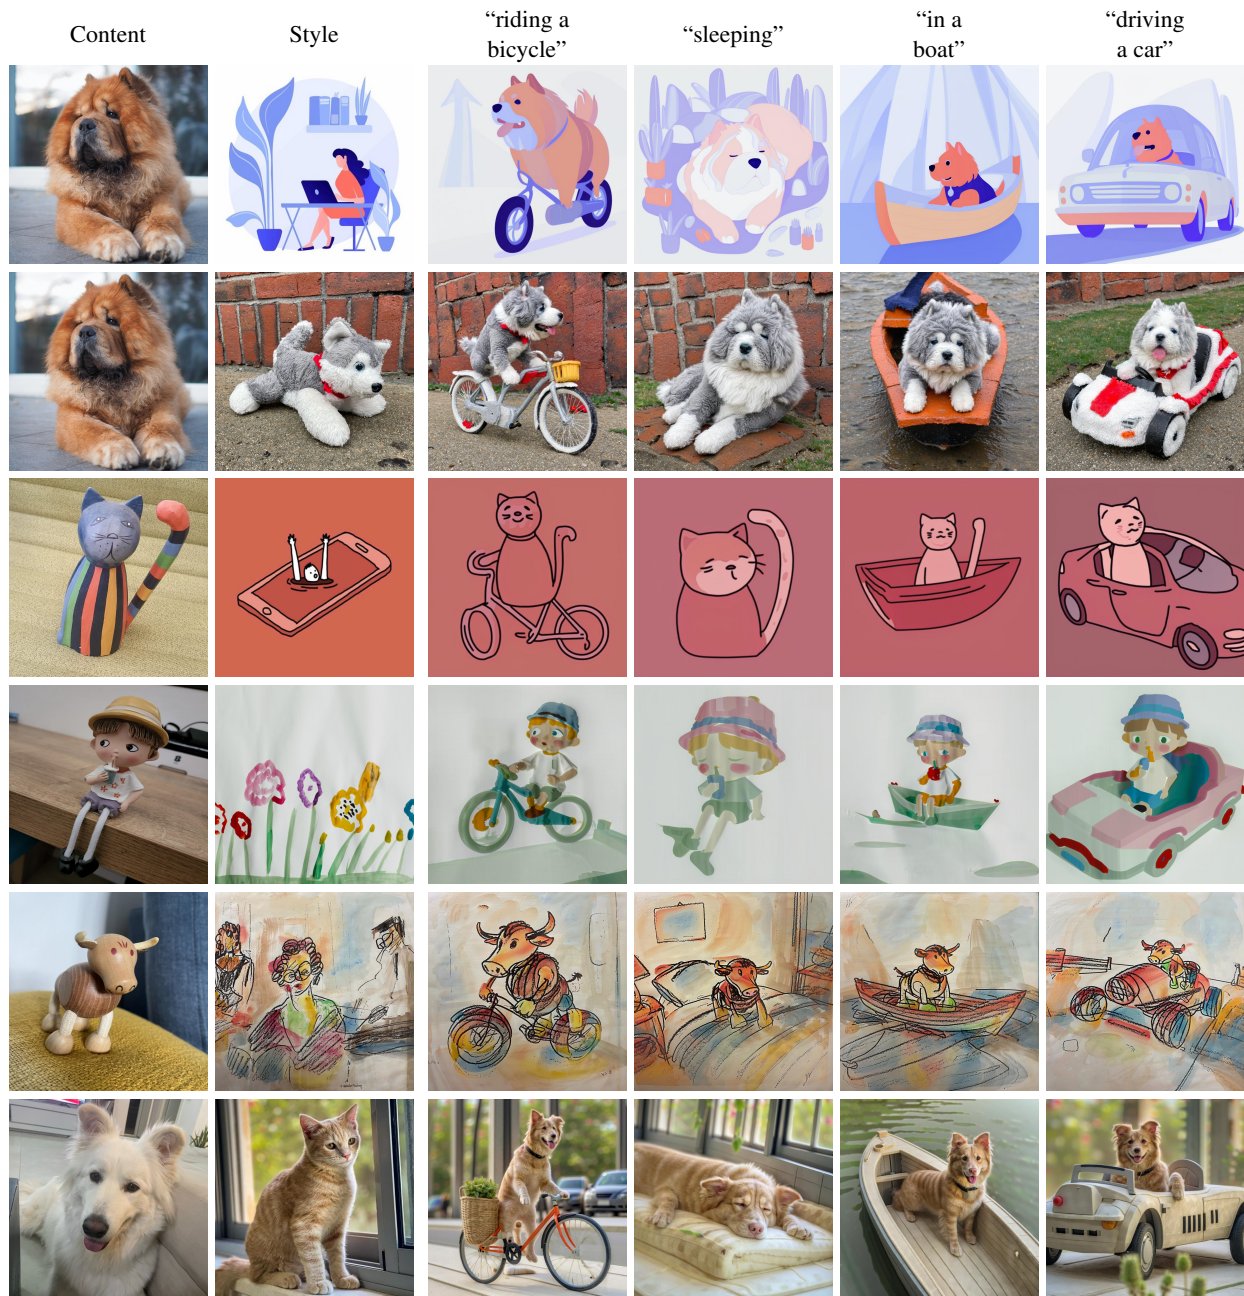 Content
Style
“riding a
bicycle”
“sleeping”
“in a
boat”
“driving
a car”